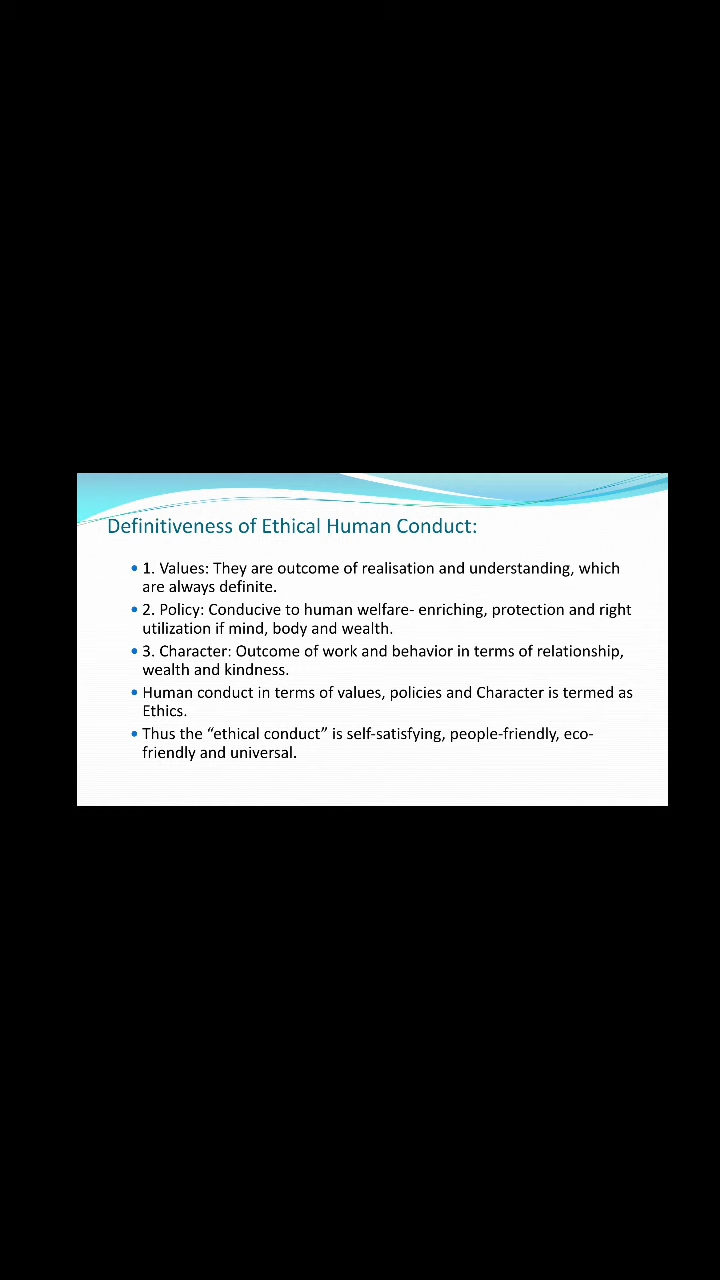 Definitiveness of Ethical Human Conduct:
• 1. Values: They are outcome of realisation and understanding, which
are always definite.
• 2. Policy: Conducive to human welfare- enriching, protection and right
utilization if mind, body and wealth.
• 3. Character: Outcome of work and behavior in terms of relationship,
wealth and kindness.
• Human conduct in terms of values, policies and Character is termed as
Ethics.
• Thus the “ethical conduct” is self-satisfying, people-friendly, eco-
friendly and universal.